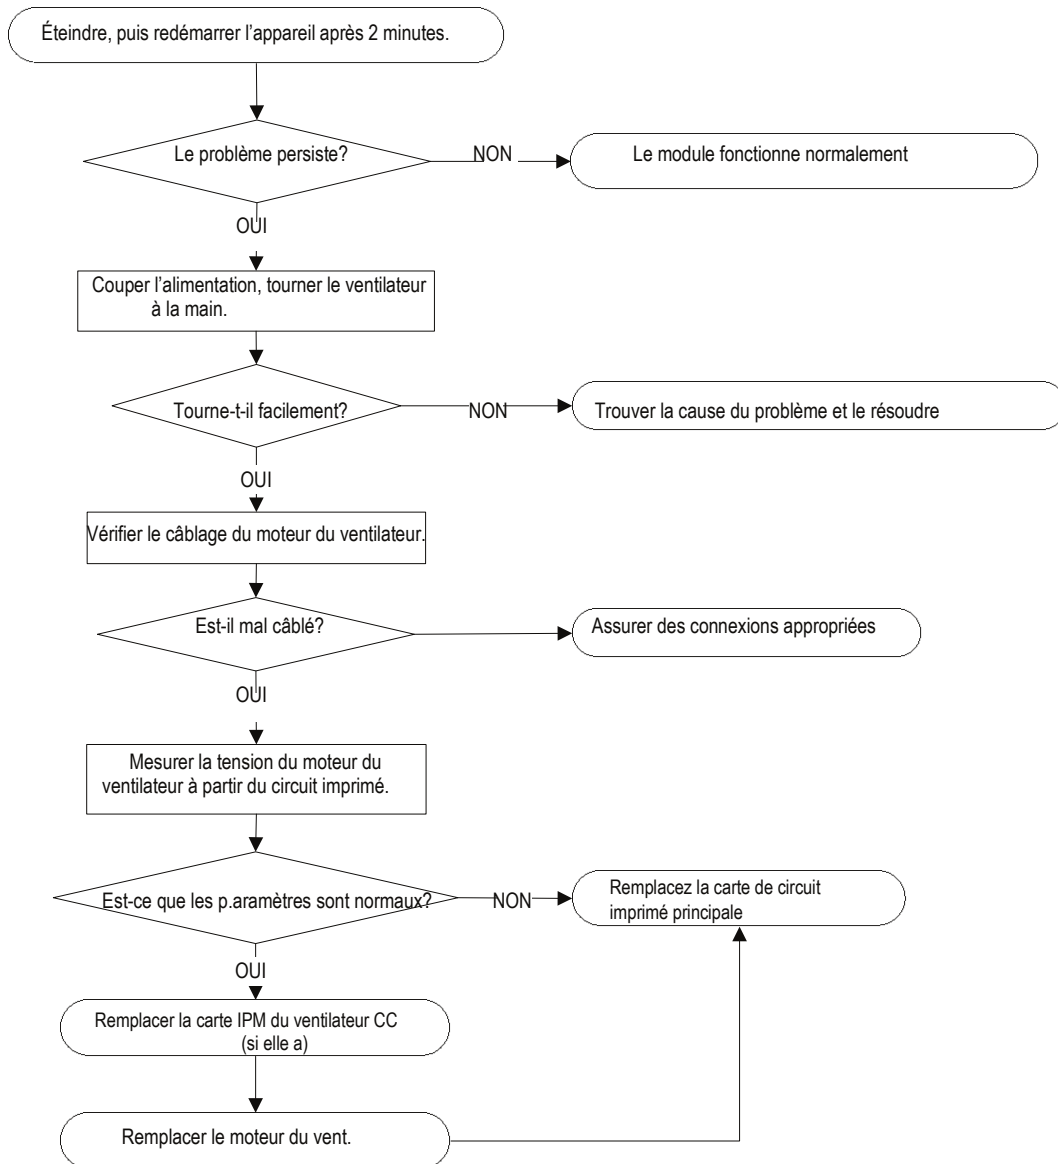 Éteindre, puis redémarrer l’appareil après 2 minutes.
Le problème persiste?
NON
Le module fonctionne normalement
OUI
Couper l’alimentation, tourner le ventilateur
à la main.
Tourne-t-il facilement?
NON
Trouver la cause du problème et le résoudre
OUI
Vérifier le câblage du moteur du ventilateur.
Est-il mal câblé?
Assurer des connexions appropriées
OUI
Mesurer la tension du moteur du
ventilateur à partir du circuit imprimé.
Est-ce que les p.aramètres sont normaux?
NON
Remplacez la carte de circuit
imprimé principale
OUI
Remplacer la carte IPM du ventilateur CC
(si elle a)
Remplacer le moteur du vent.